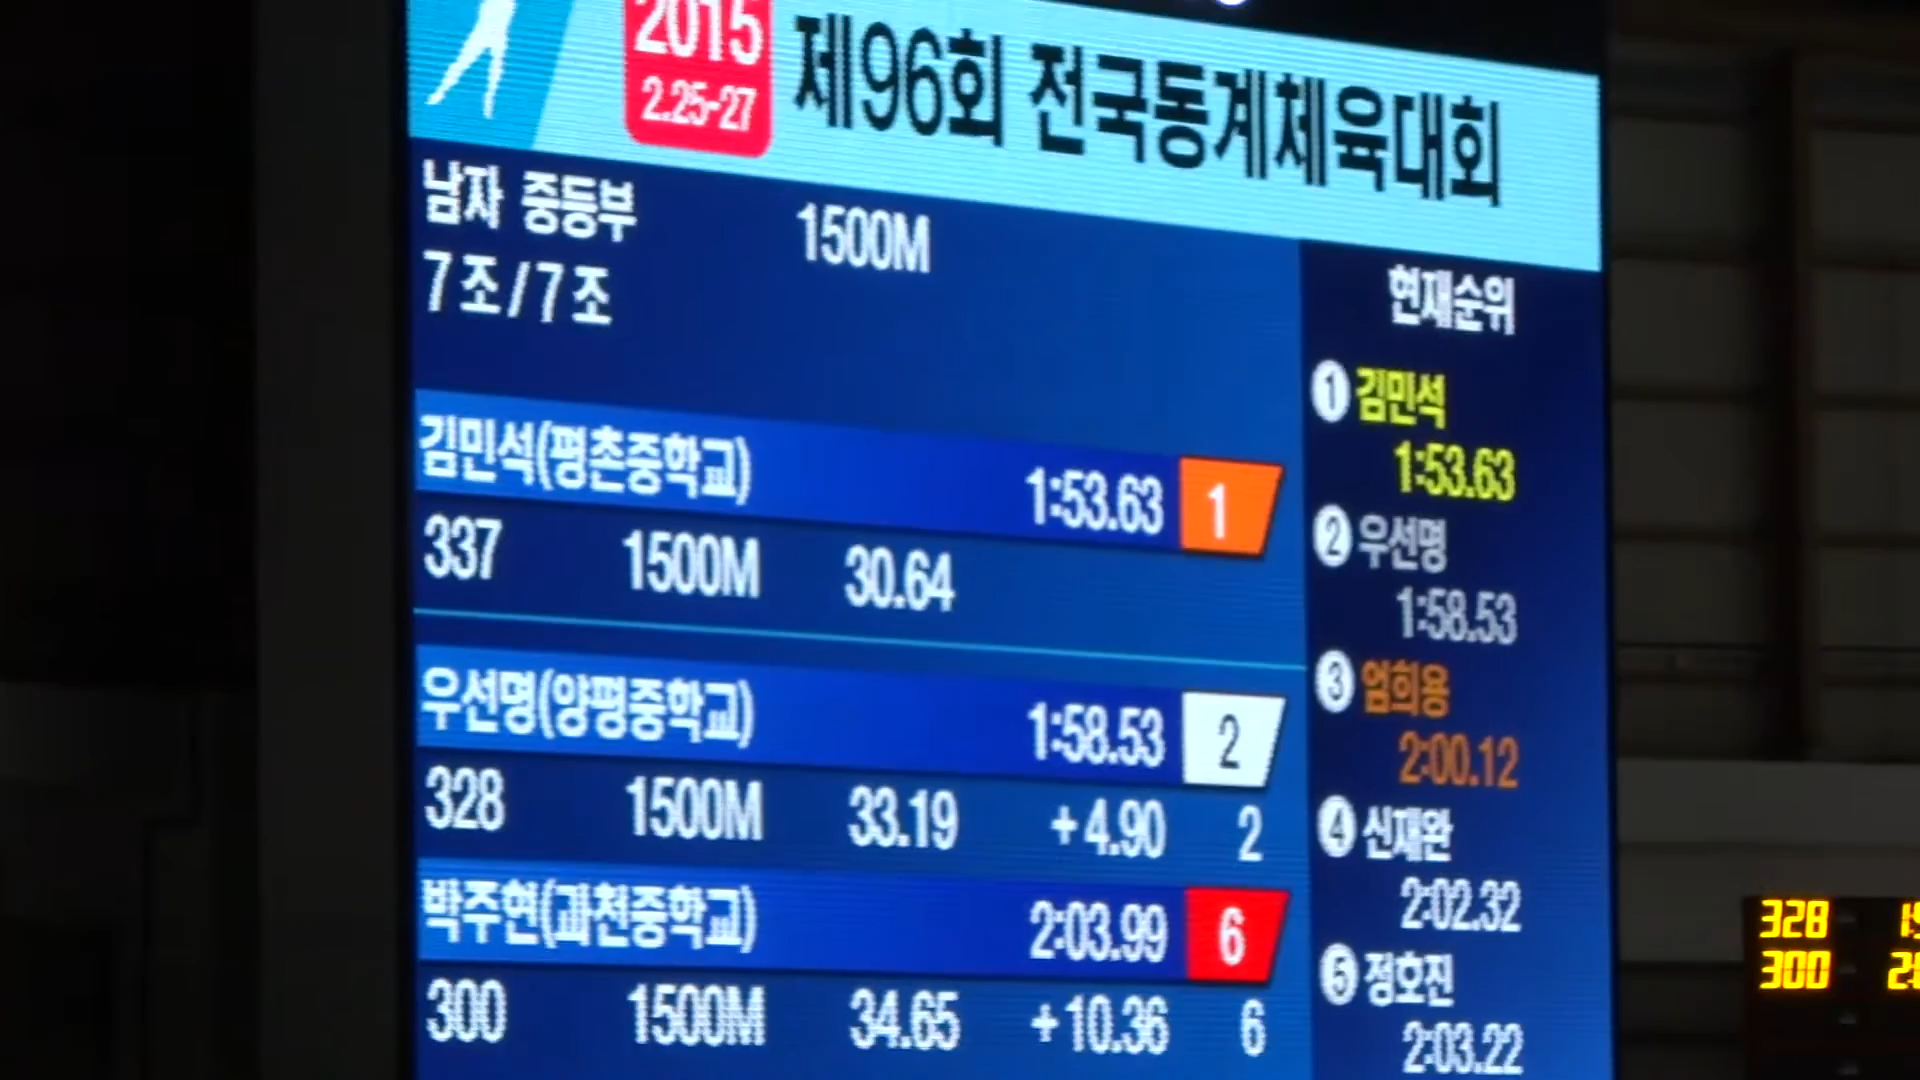 2015
2.25-27
제96회 전국동계체육대회
남자 중등부 1500M
7조/7조
김민석(평촌중학교) 1:53.63 1
337 1500M 30.64
우선명(양평중학교) 1:58.53 2
328 1500M 33.19 +4.90 2
박주현(과천중학교) 2:03.99 6
300 1500M 34.65 +10.36 6
현재순위
1 김민석
1:53.63
2 우선명
1:58.53
3 엄희용
2:00.12
4 신재완
2:02.32
5 정호진
2:03.22
328
300